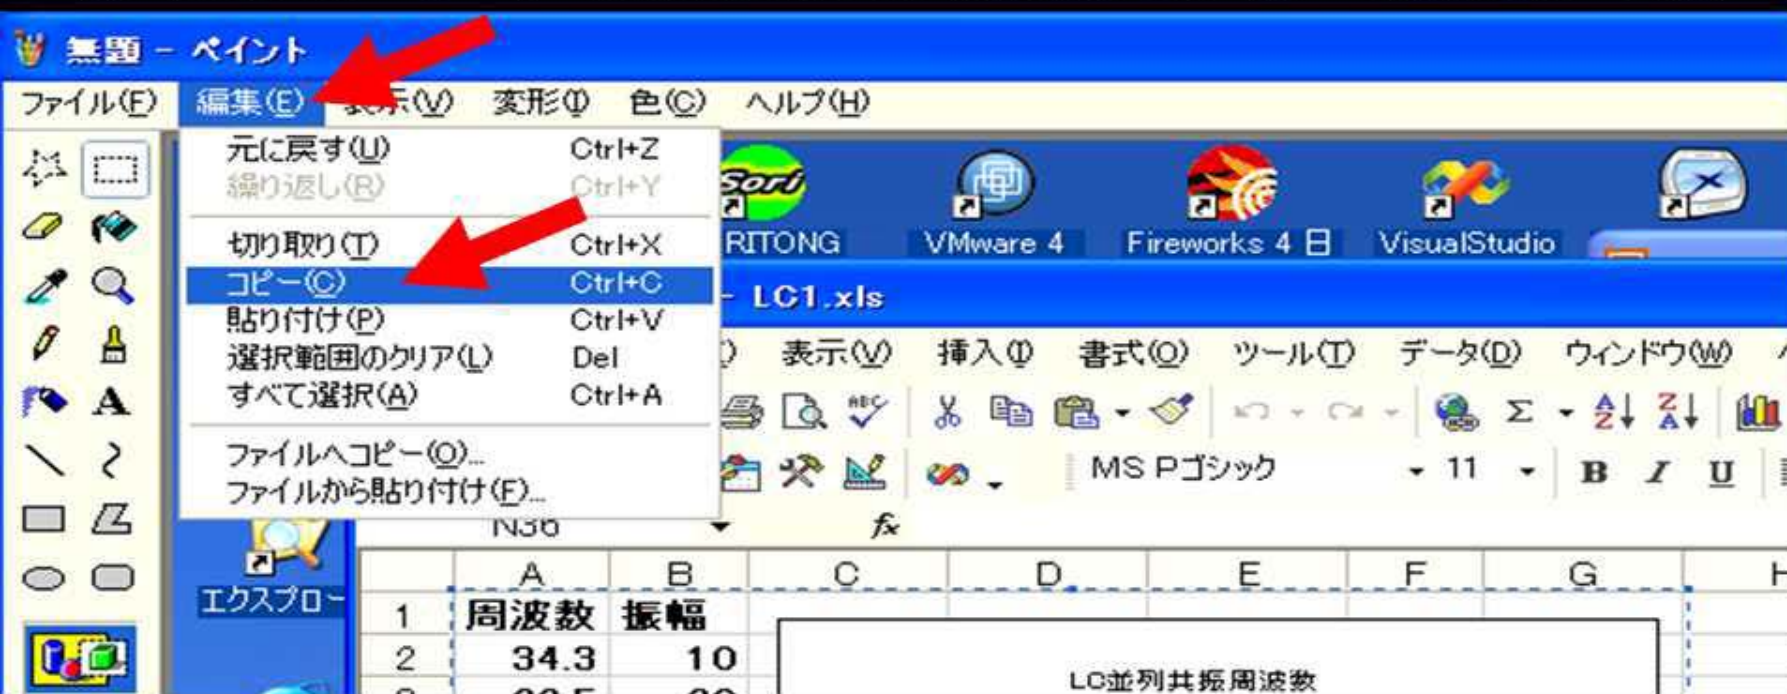 無題 - ペイント
ファイル(F) 編集(E) 表示(V) 変形(I) 色(C) ヘルプ(H)
元に戻す(U) Ctrl+Z
繰り返し(R) Ctrl+Y
切り取り(T) Ctrl+X
コピー(C) Ctrl+C
貼り付け(P) Ctrl+V
選択範囲のクリア(L) Del
すべて選択(A) Ctrl+A
ファイルへコピー(O)...
ファイルから貼り付け(F)...
Sori
RITONG VMware 4 Fireworks 4 日 VisualStudio
- LC1.xls
表示(V) 挿入(I) 書式(O) ツール(T) データ(D) ウィンドウ(W)
MS Pゴシック 11 B I U
N36 fx
エクスプロー
A B C D E F G H
1 周波数 振幅
2 34.3 10
LC並列共振周波数